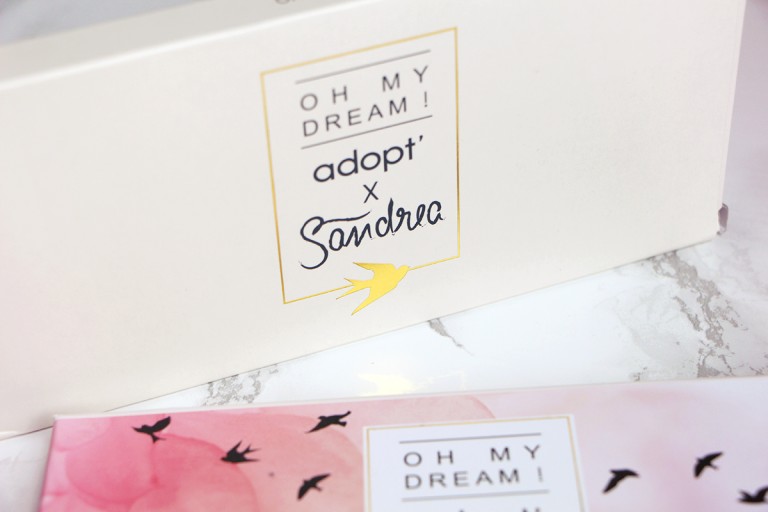 OH MY
DREAM !
adopt'
X
Sandrea
OH MY
DREAM !